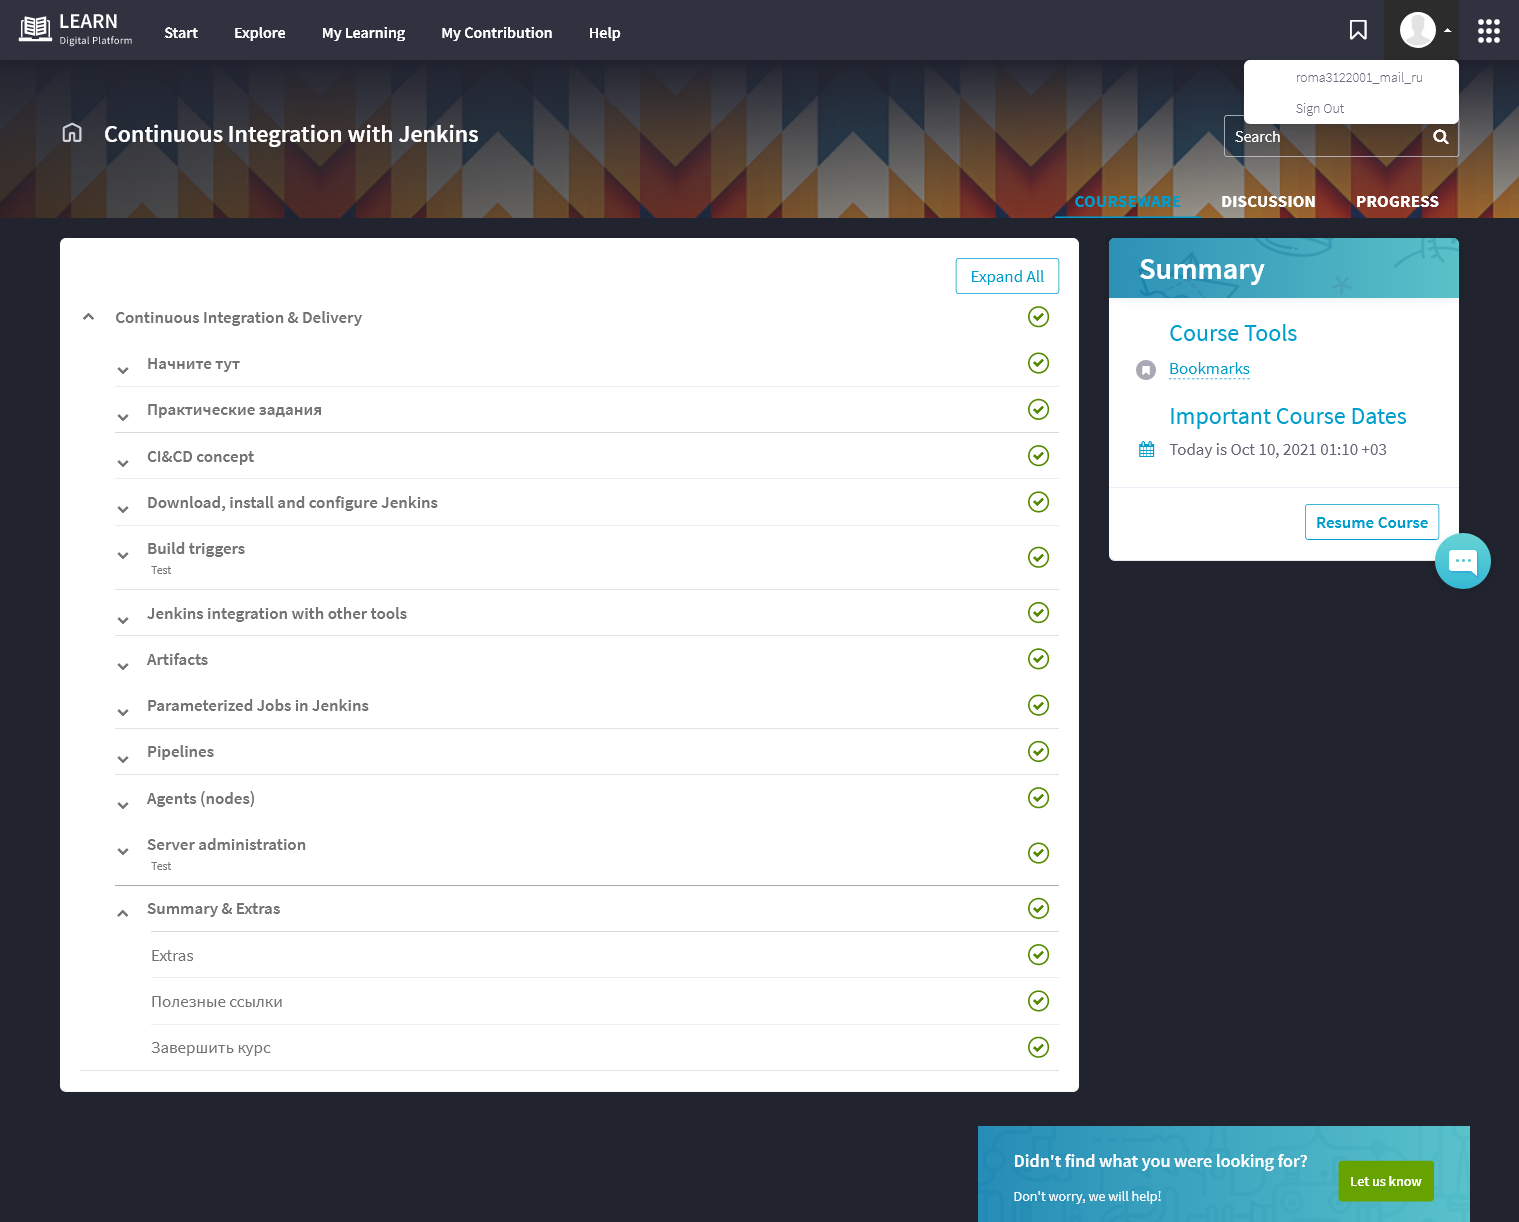 LEARN
Digital Platform
Start
Explore
My Learning
My Contribution
Help
roma3122001_mail_ru
Sign Out
Continuous Integration with Jenkins
Search
COURSEWARE
DISCUSSION
PROGRESS
Expand All
Continuous Integration & Delivery
Начните тут
Практические задания
CI&CD concept
Download, install and configure Jenkins
Build triggers
Test
Jenkins integration with other tools
Artifacts
Parameterized Jobs in Jenkins
Pipelines
Agents (nodes)
Server administration
Test
Summary & Extras
Extras
Полезные ссылки
Завершить курс
Summary
Course Tools
Bookmarks
Important Course Dates
Today is Oct 10, 2021 01:10 +03
Resume Course
Didn't find what you were looking for?
Don't worry, we will help!
Let us know